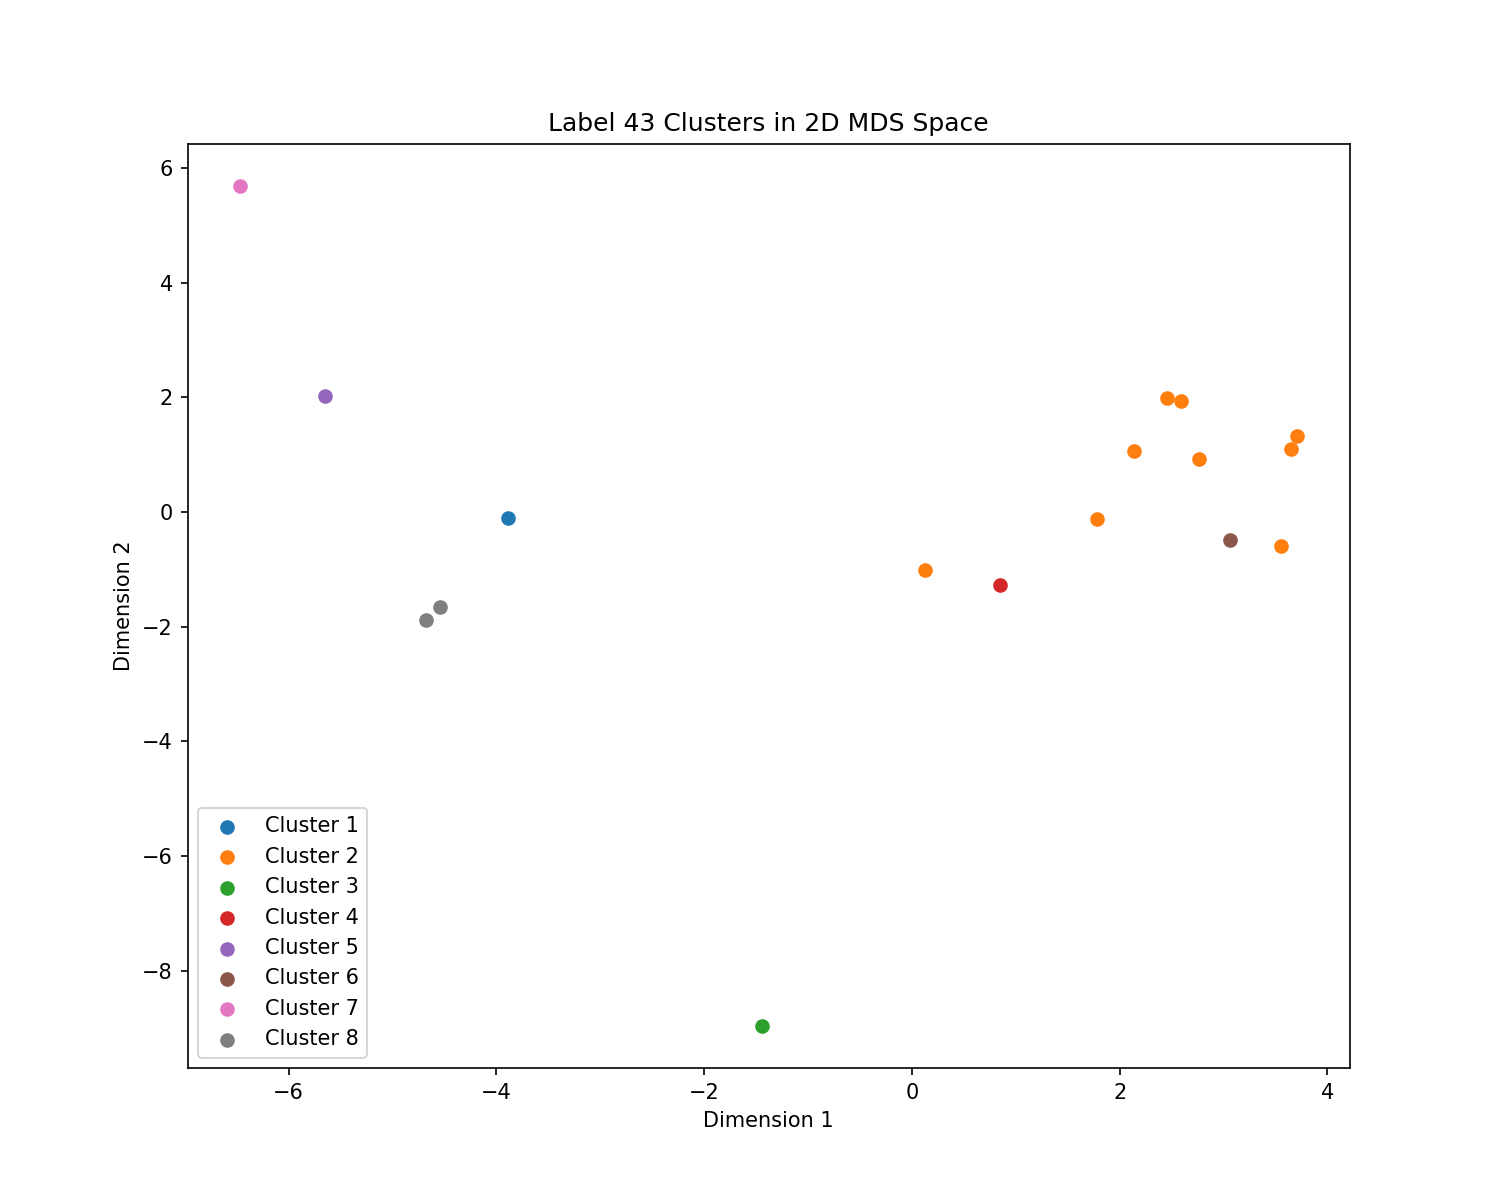 Label 43 Clusters in 2D MDS Space
6
4
2
0
−2
−4
−6
−8
Dimension 2
Cluster 1
Cluster 2
Cluster 3
Cluster 4
Cluster 5
Cluster 6
Cluster 7
Cluster 8
−6 −4 −2 0 2 4
Dimension 1